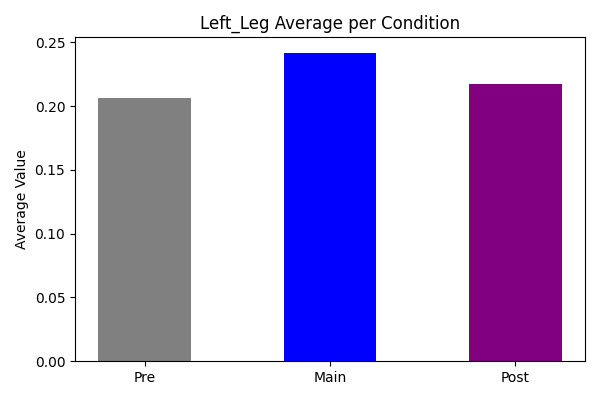 Left_Leg Average per Condition
Average Value
0.25
0.20
0.15
0.10
0.05
0.00
Pre
Main
Post